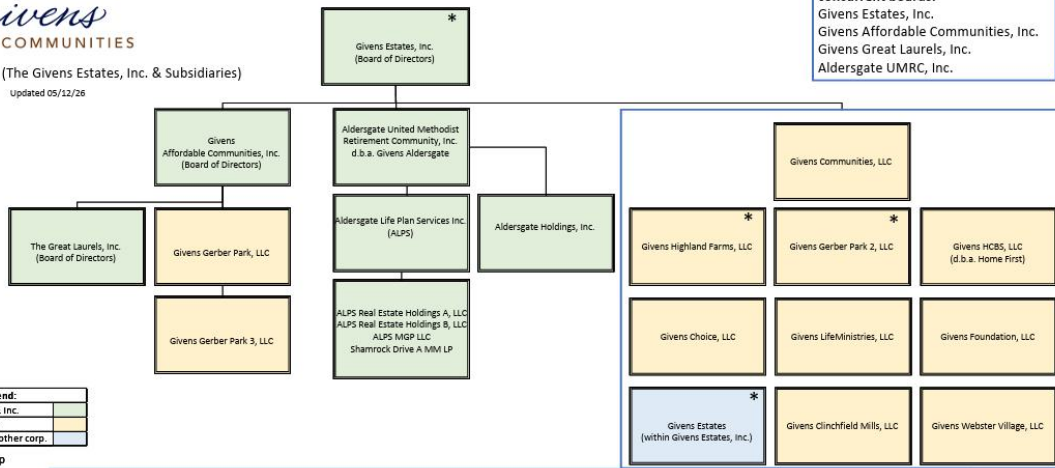 ivens
COMMUNITIES
(The Givens Estates, Inc. & Subsidiaries)
Updated 05/12/26
Givens Estates, Inc.
Givens Affordable Communities, Inc.
Givens Great Laurels, Inc.
Aldersgate UMRC, Inc.
*
Givens Estates, Inc.
(Board of Directors)
Givens
Affordable Communities, Inc.
(Board of Directors)
Aldersgate United Methodist
Retirement Community, Inc.
d.b.a. Givens Aldersgate
Givens Communities, LLC
The Great Laurels, Inc.
(Board of Directors)
Givens Gerber Park, LLC
Aldersgate Life Plan Services Inc.
(ALPS)
Aldersgate Holdings, Inc.
*
Givens Highland Farms, LLC
*
Givens Gerber Park 2, LLC
Givens HCBS, LLC
(d.b.a. Home First)
Givens Gerber Park 3, LLC
ALPS Real Estate Holdings A, LLC
ALPS Real Estate Holdings B, LLC
ALPS MGP LLC
Shamrock Drive A MM LP
Givens Choice, LLC
Givens LifeMinistries, LLC
Givens Foundation, LLC
*
Givens Estates
(within Givens Estates, Inc.)
Givens Clinchfield Mills, LLC
Givens Webster Village, LLC
end:
Inc.
other corp.
p